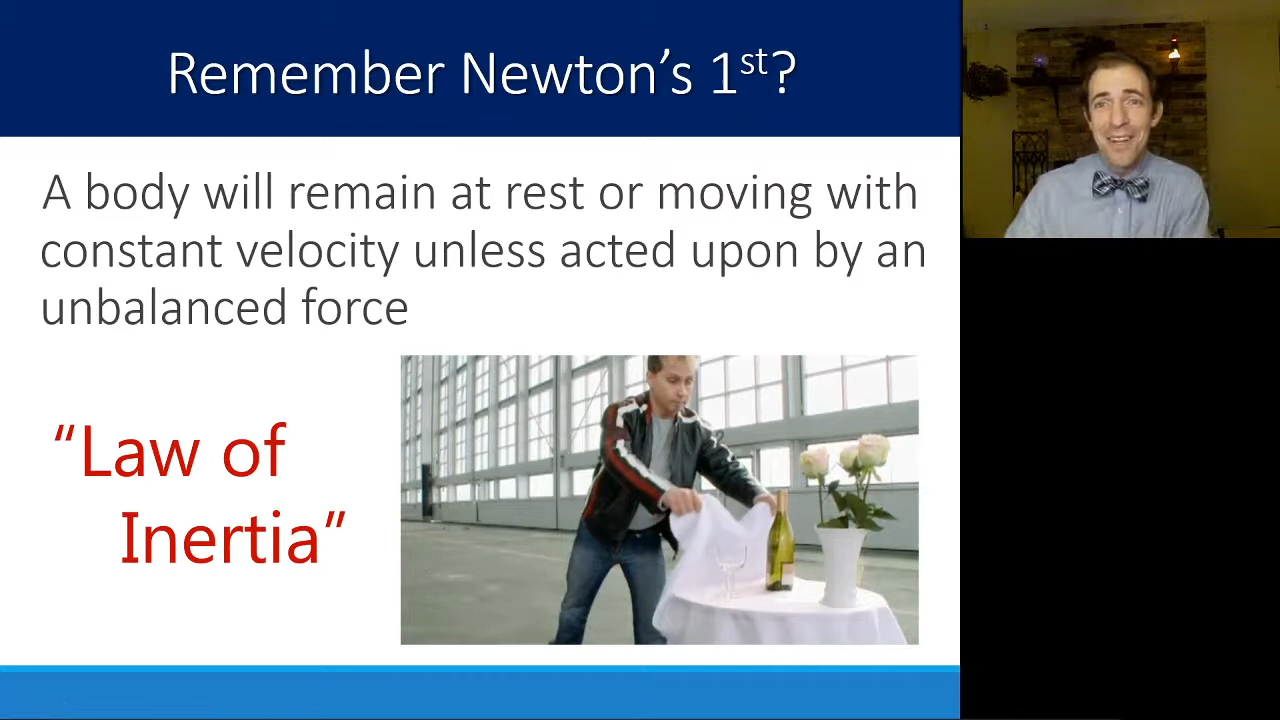 Remember Newton’s 1st?
A body will remain at rest or moving with
constant velocity unless acted upon by an
unbalanced force
“Law of
Inertia”